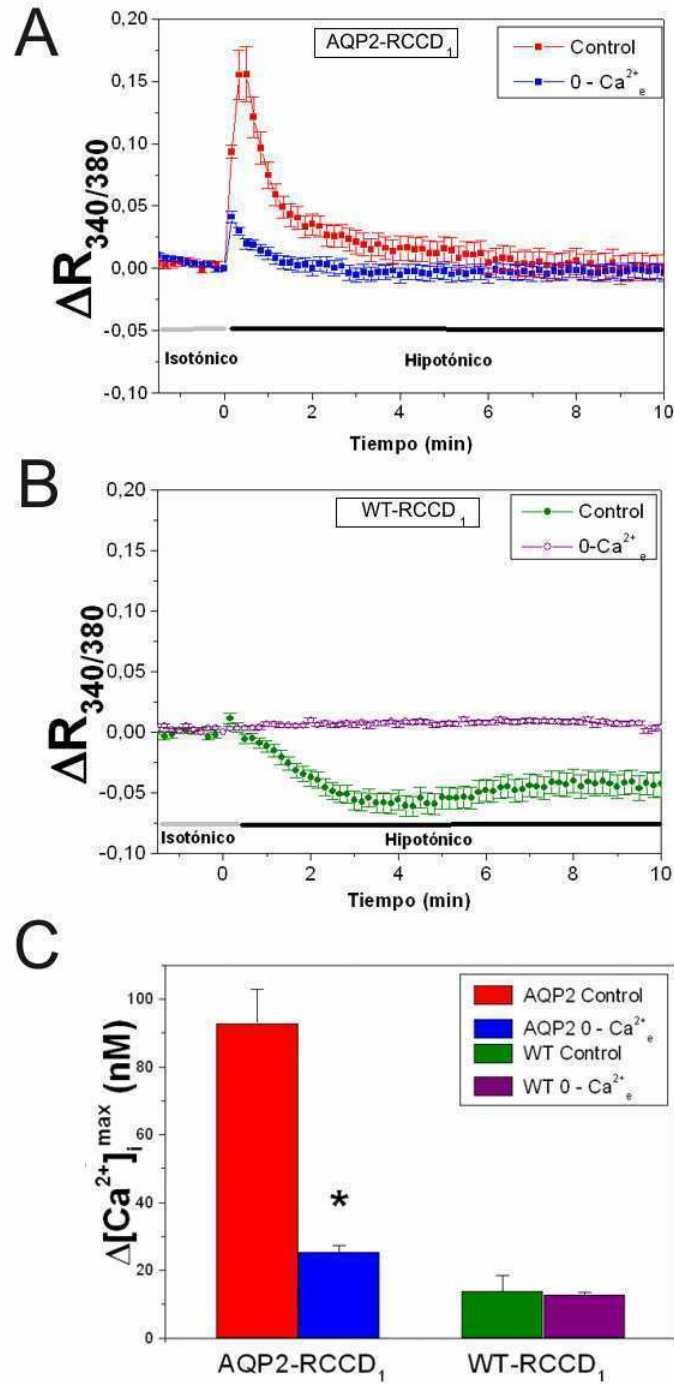 A
AQP2-RCCD1
Control
0 - Ca2+e
ΔR340/380
0,20
0,15
0,10
0,05
0,00
-0,05
-0,10
Isotónico
Hipotónico
0 2 4 6 8 10
Tiempo (min)
B
WT-RCCD1
Control
0-Ca2+e
ΔR340/380
0,20
0,15
0,10
0,05
0,00
-0,05
-0,10
Isotónico
Hipotónico
0 2 4 6 8 10
Tiempo (min)
C
AQP2 Control
AQP2 0 - Ca2+e
WT Control
WT 0 - Ca2+e
Δ[Ca2+]i max (nM)
100
80
60
40
20
0
*
AQP2-RCCD1 WT-RCCD1